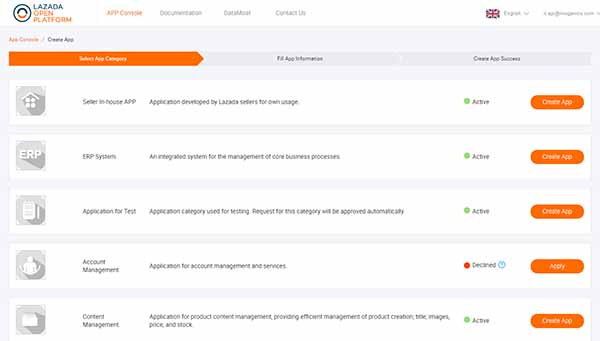 LAZADA
OPEN
PLATFORM
APP Console Documentation DataMoat Contact Us English
App Console / Create App
Select App Category Fill App Information Create App Success
Seller In-house APP Application developed by Lazada sellers for own usage. Active Create App
ERP ERP System An integrated system for the management of core business processes. Active Create App
Application for Test Application category used for testing. Request for this category will be approved automatically. Active Create App
Account
Management Application for account management and services. Declined ? Apply
Content
Management Application for product content management, providing efficient management of product creation, title, images,
price, and stock. Active Create App